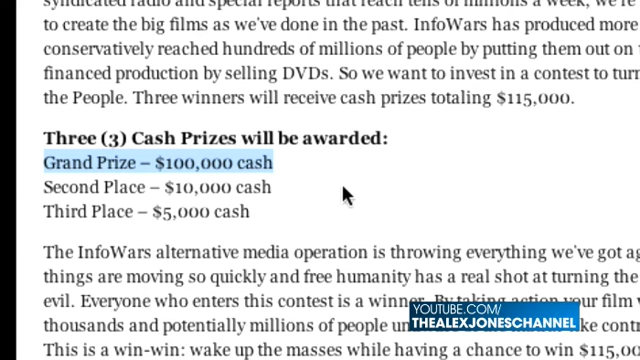 syndicated radio and special reports that reach tens of millions a week, we're
to create the big films as we've done in the past. InfoWars has produced more
conservatively reached hundreds of millions of people by putting them out on
financed production by selling DVDs. So we want to invest in a contest to turn
the People. Three winners will receive cash prizes totaling $115,000.
Three (3) Cash Prizes will be awarded:
Grand Prize – $100,000 cash
Second Place – $10,000 cash
Third Place – $5,000 cash
The InfoWars alternative media operation is throwing everything we've got
things are moving so quickly and free humanity has a real shot at turning the
evil. Everyone who enters this contest is a winner. By taking action your film
thousands and potentially millions of people
This is a win-win: wake up the masses while having a chance to win $115,00
YOUTUBE.COM/
THEALEXJONESCHANNEL